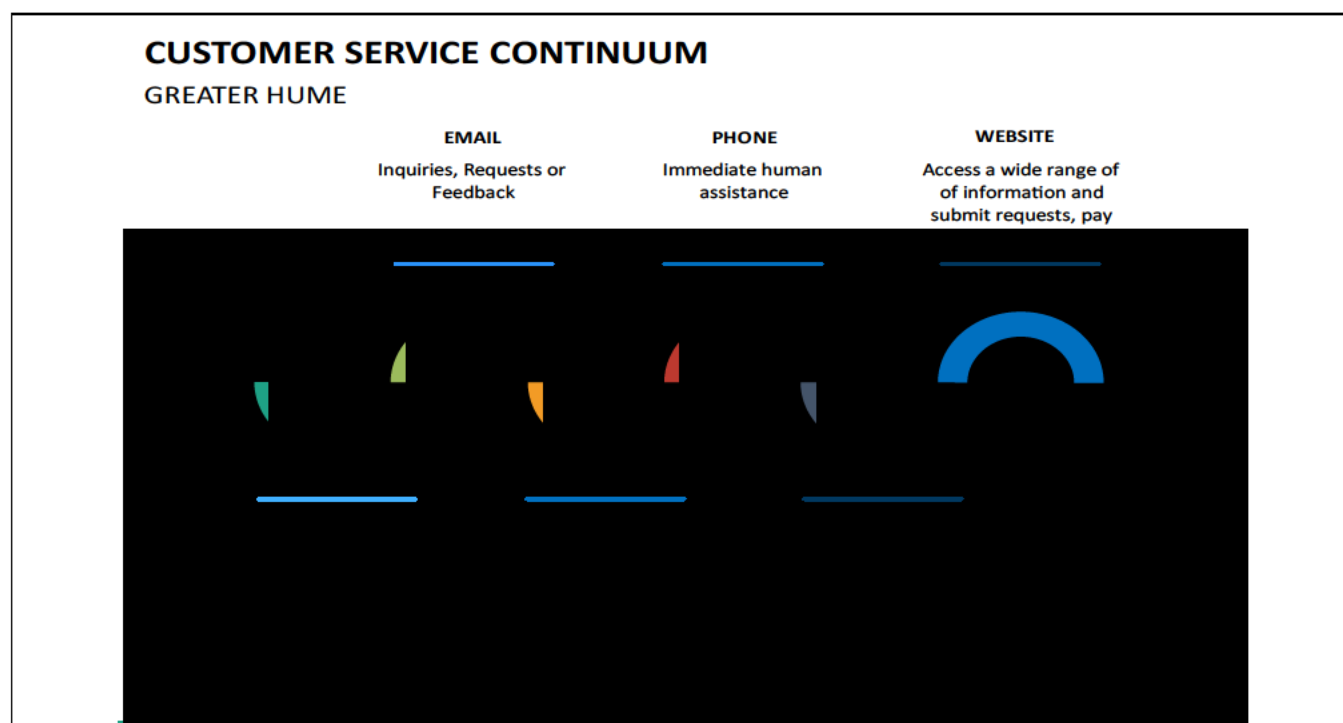 CUSTOMER SERVICE CONTINUUM
GREATER HUME
EMAIL
Inquiries, Requests or
Feedback
PHONE
Immediate human
assistance
WEBSITE
Access a wide range of
of information and
submit requests, pay